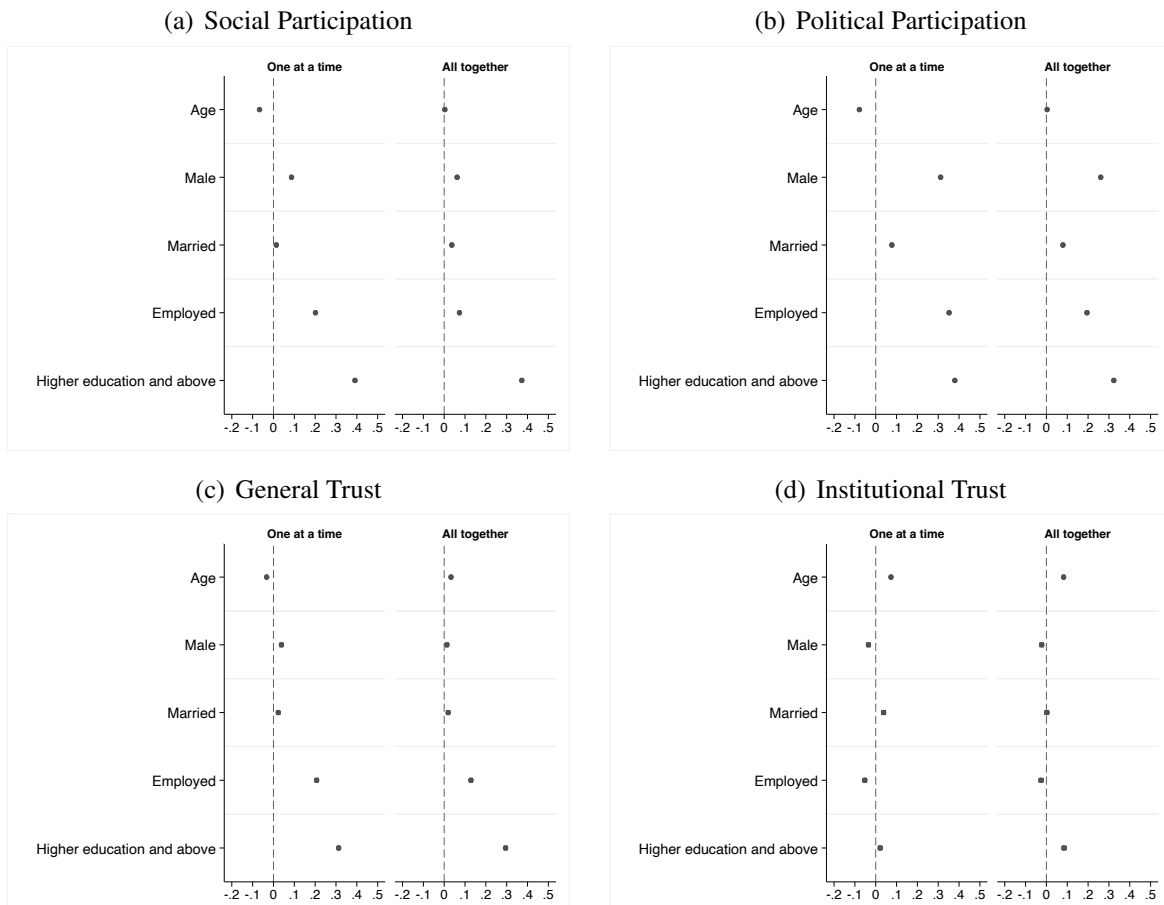 (a) Social Participation
One at a time All together
Age
Male
Married
Employed
Higher education and above
-.2 -.1 0 .1 .2 .3 .4 .5 -.2 -.1 0 .1 .2 .3 .4 .5
(b) Political Participation
One at a time All together
Age
Male
Married
Employed
Higher education and above
-.2 -.1 0 .1 .2 .3 .4 .5 -.2 -.1 0 .1 .2 .3 .4 .5
(c) General Trust
One at a time All together
Age
Male
Married
Employed
Higher education and above
-.2 -.1 0 .1 .2 .3 .4 .5 -.2 -.1 0 .1 .2 .3 .4 .5
(d) Institutional Trust
One at a time All together
Age
Male
Married
Employed
Higher education and above
-.2 -.1 0 .1 .2 .3 .4 .5 -.2 -.1 0 .1 .2 .3 .4 .5